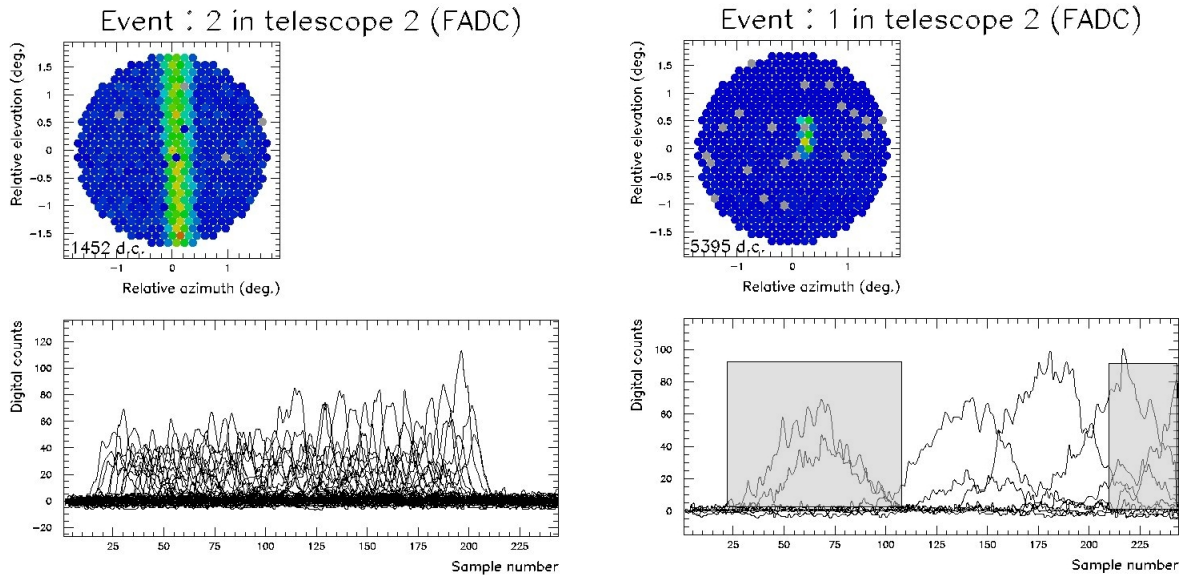 Event : 2 in telescope 2 (FADC)
Relative elevation (deg.)
1.5
1
0.5
0
−0.5
−1
−1.5
1452 d.c.
−1 0 1
Relative azimuth (deg.)
Digital counts
120
100
80
60
40
20
0
−20
25 50 75 100 125 150 175 200 225
Sample number
Event : 1 in telescope 2 (FADC)
Relative elevation (deg.)
1.5
1
0.5
0
−0.5
−1
−1.5
5395 d.c.
−1 0 1
Relative azimuth (deg.)
Digital counts
100
80
60
40
20
0
25 50 75 100 125 150 175 200 225
Sample number